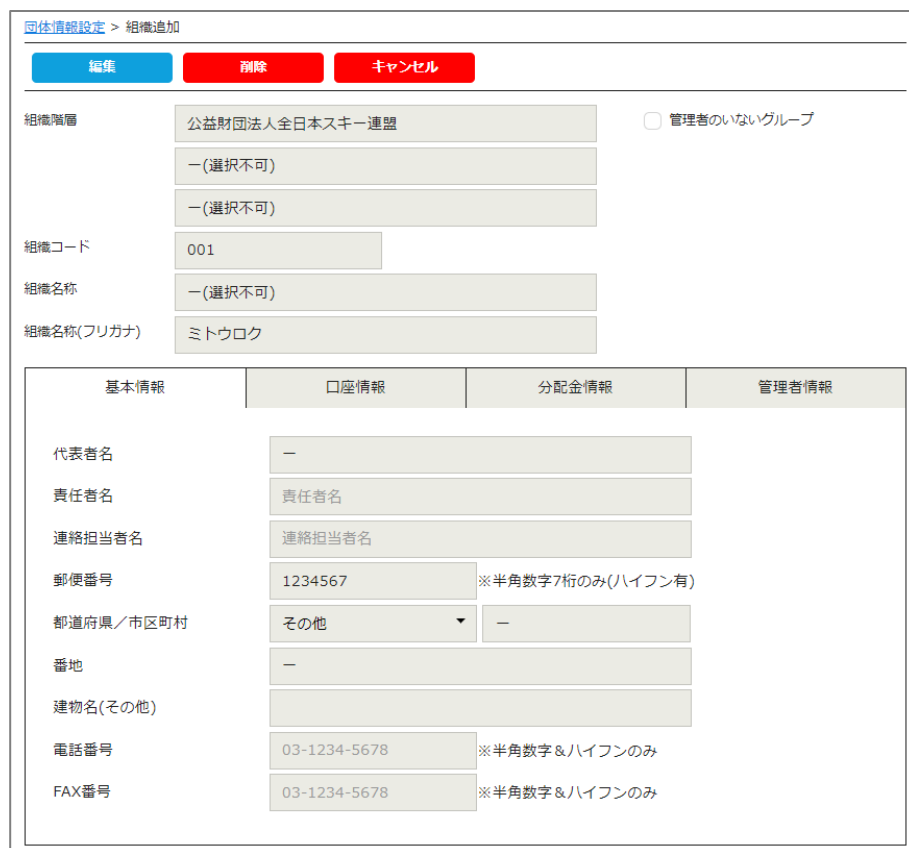 団体情報設定 > 組織追加
編集 削除 キャンセル
組織階層 公益財団法人全日本スキー連盟 管理者のいないグループ
ー(選択不可)
ー(選択不可)
組織コード 001
組織名称 ー(選択不可)
組織名称(フリガナ) ミトウロク
基本情報 口座情報 分配金情報 管理者情報
代表者名 ー
責任者名 責任者名
連絡担当者名 連絡担当者名
郵便番号 1234567 ※半角数字7桁のみ(ハイフン有)
都道府県／市区町村 その他 ー
番地 ー
建物名(その他)
電話番号 03-1234-5678 ※半角数字＆ハイフンのみ
FAX番号 03-1234-5678 ※半角数字＆ハイフンのみ